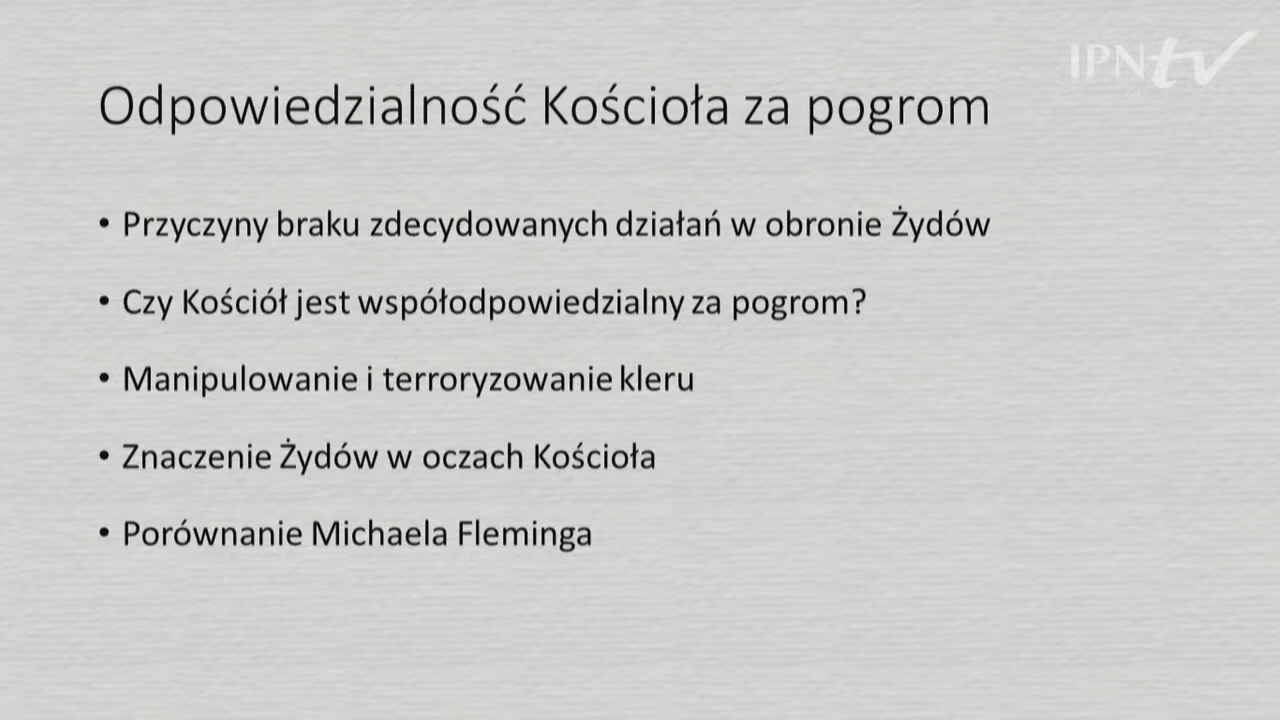 IPNtv
Odpowiedzialność Kościoła za pogrom
• Przyczyny braku zdecydowanych działań w obronie Żydów
• Czy Kościół jest współodpowiedzialny za pogrom?
• Manipulowanie i terroryzowanie kleru
• Znaczenie Żydów w oczach Kościoła
• Porównanie Michaela Fleminga